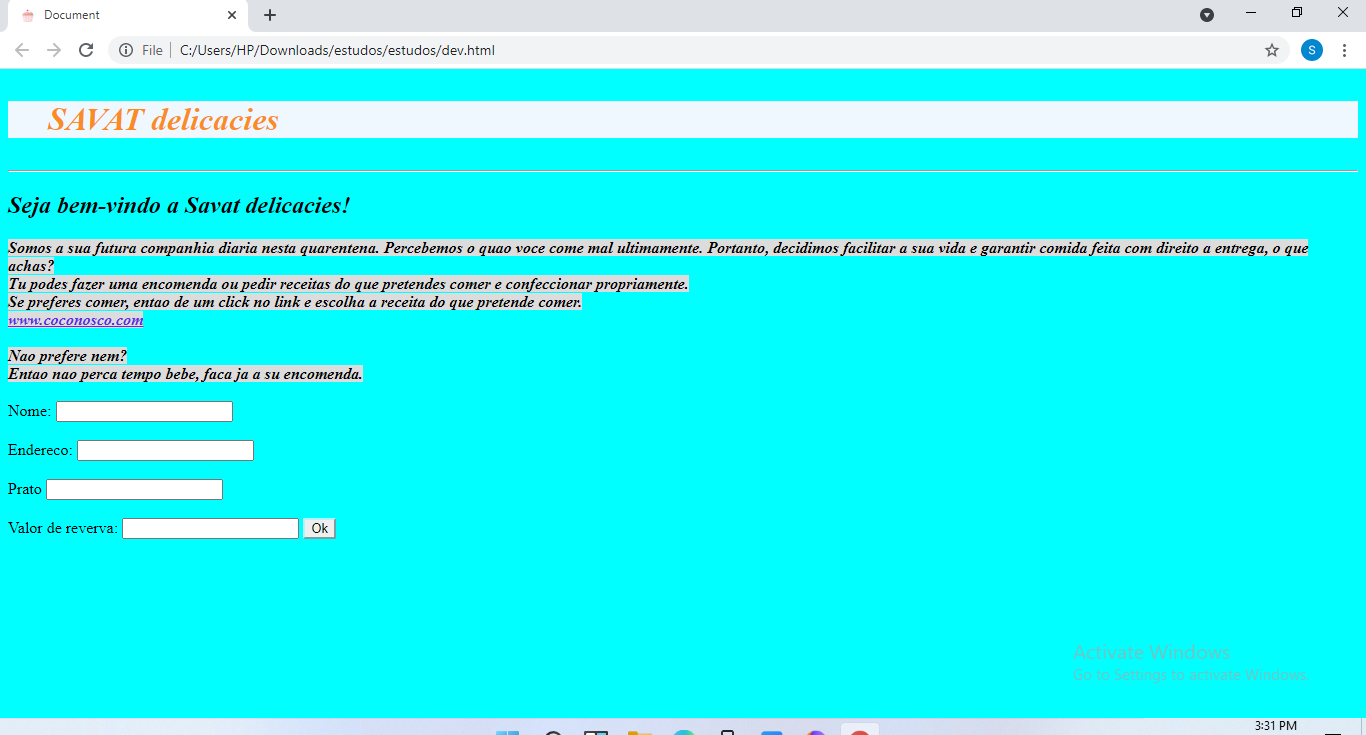 Document
File
C:/Users/HP/Downloads/estudos/estudos/dev.html
S
SAVAT delicacies
Seja bem-vindo a Savat delicacies!
Somos a sua futura companhia diaria nesta quarentena. Percebemos o quao voce come mal ultimamente. Portanto, decidimos facilitar a sua vida e garantir comida feita com direito a entrega, o que
achas?
Tu podes fazer uma encomenda ou pedir receitas do que pretendes comer e confeccionar propriamente.
Se preferes comer, entao de um click no link e escolha a receita do que pretende comer.
www.coconosco.com
Nao prefere nem?
Entao nao perca tempo bebe, faca ja a su encomenda.
Nome:
Endereco:
Prato
Valor de reverva: Ok
Activate Windows
Go to Settings to activate Windows.
3:31 PM